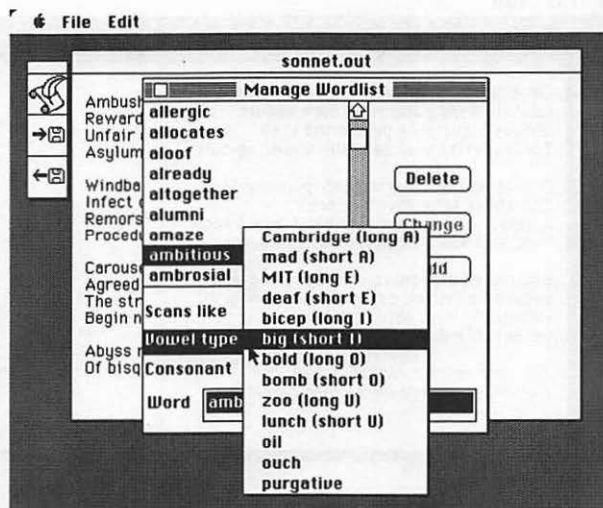 File Edit
sonnet.out
Manage Wordlist
Ambush
Reward
Unfair
Asylum
Windba
Infect
Remors
Procedu
Carouse
Agreed
The str
Begin n
Abyss
Of bisq
allergic
allocates
aloof
already
altogether
alumni
amaze
ambitious
ambrosial
Delete
Change
dd
Scans like
Vowel type
Consonant
Word amb
Cambridge (long A)
mad (short A)
MIT (long E)
deaf (short E)
bicep (long I)
big (short I)
bold (long O)
bomb (short O)
zoo (long U)
lunch (short U)
oil
ouch
purgative